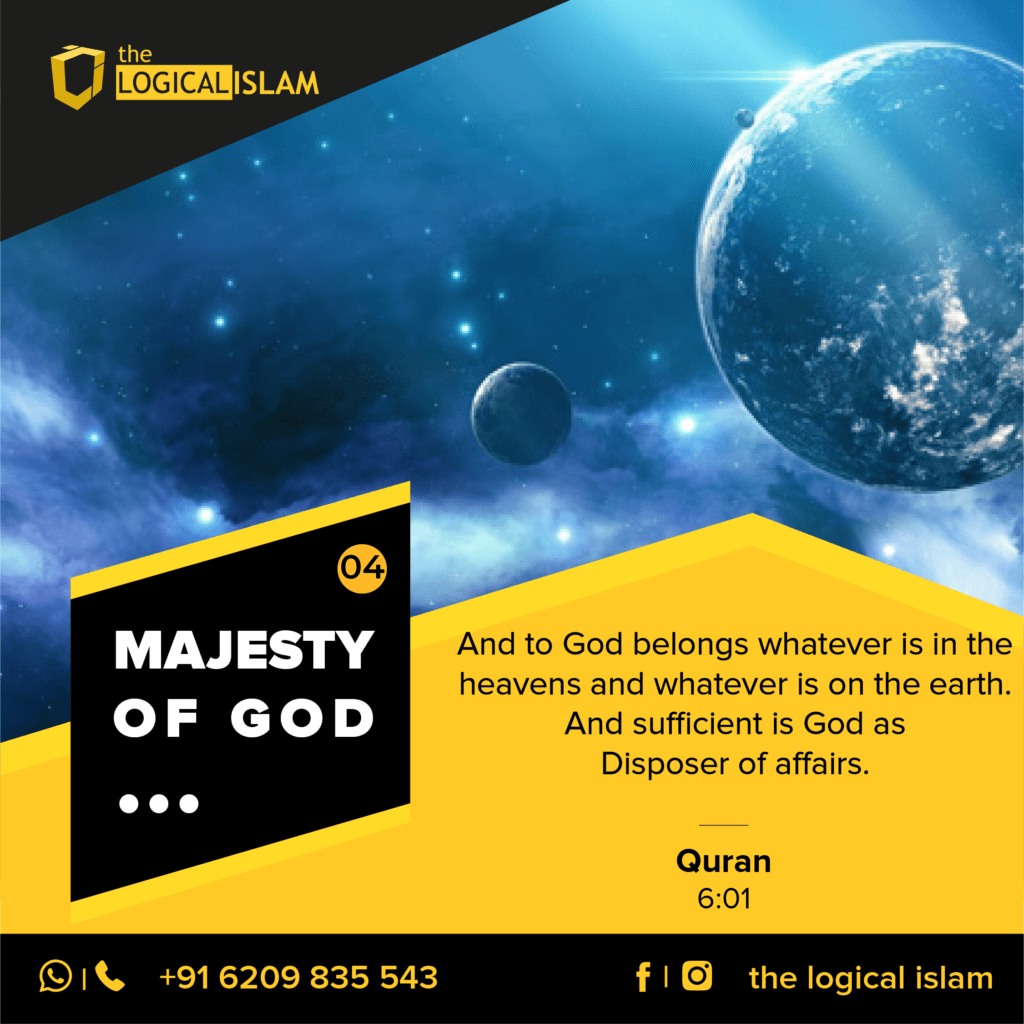 the
LOGICALISLAM
04
MAJESTY
OF GOD
And to God belongs whatever is in the
heavens and whatever is on the earth.
And sufficient is God as
Disposer of affairs.
Quran
6:01
+91 6209 835 543
the logical islam